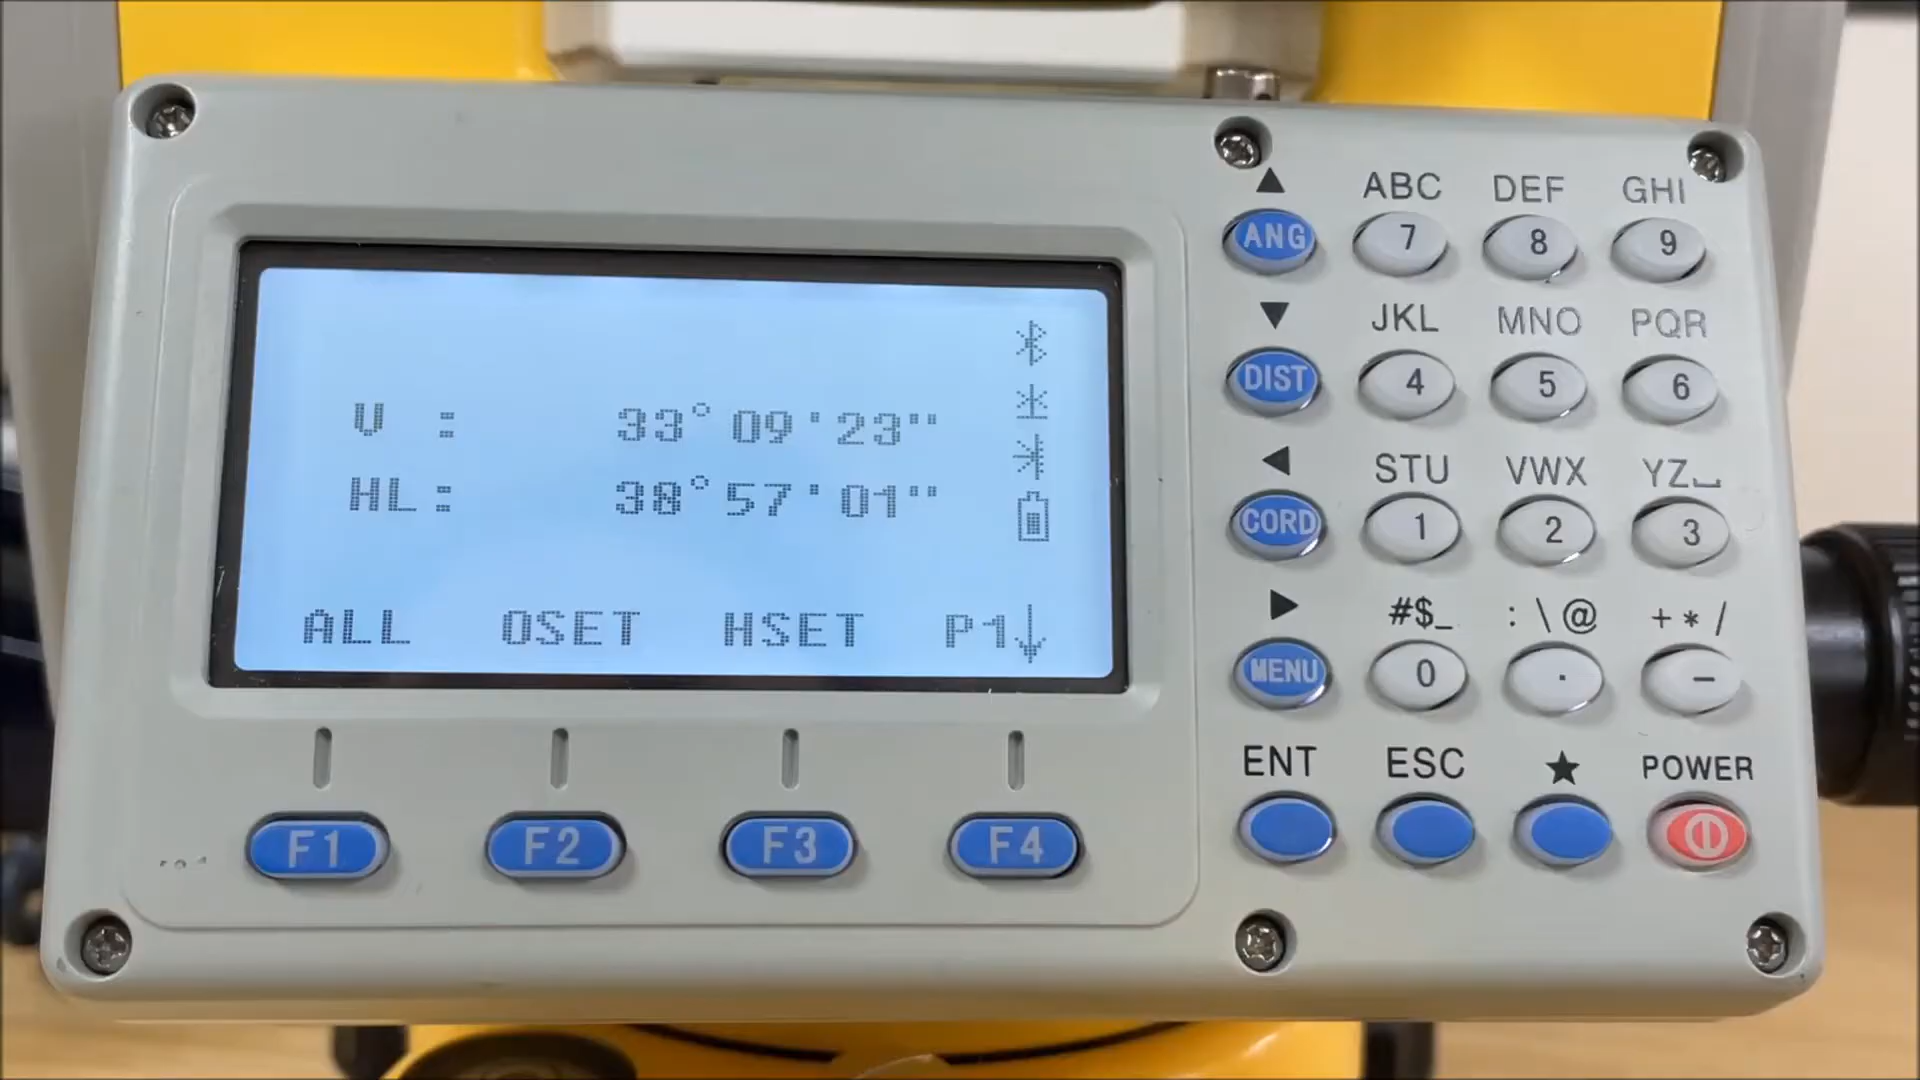 V : 33°09'23"
HL: 38°57'01"
ALL OSET HSET P1↓
F1 F2 F3 F4
▲ ABC DEF GHI
ANG 7 8 9
▼ JKL MNO PQR
DIST 4 5 6
◀ STU VWX YZ⎵
CORD 1 2 3
▶ #$_ :\@ +*/
MENU 0 . −
ENT ESC ★ POWER